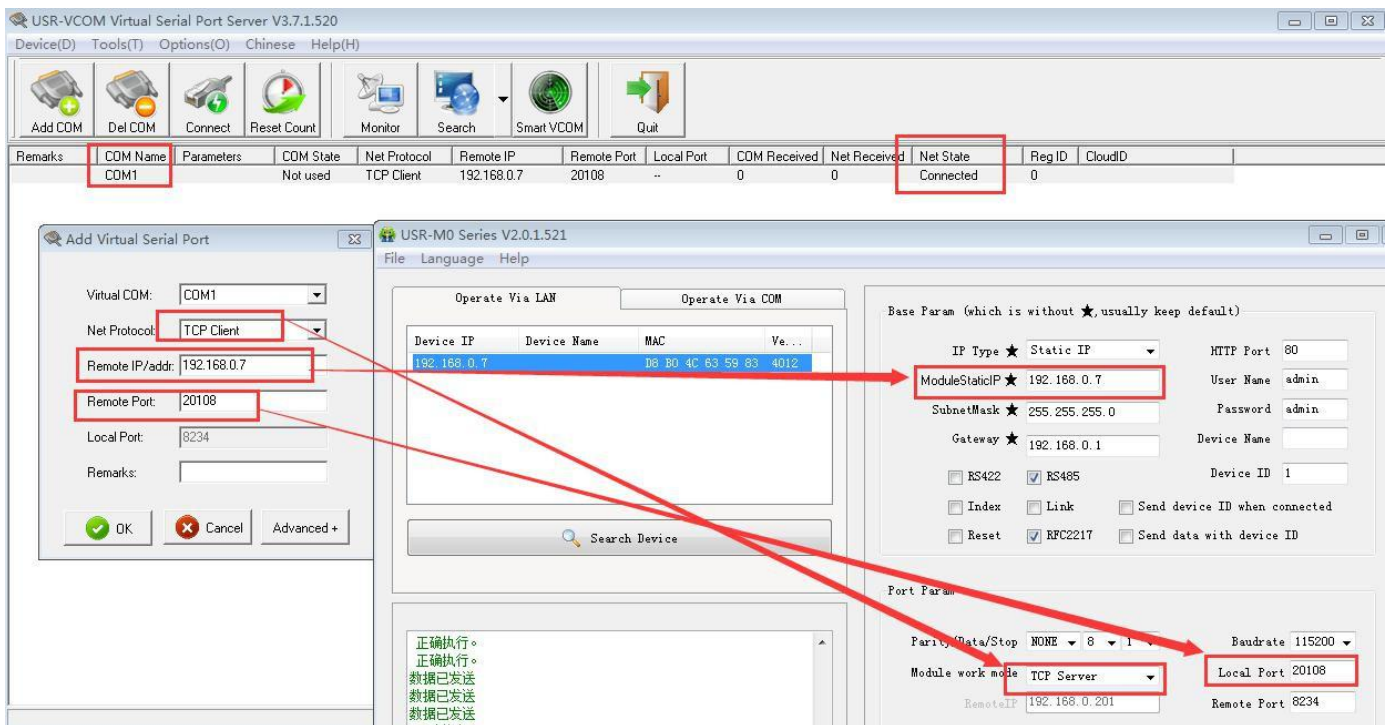 USR-VCOM Virtual Serial Port Server V3.7.1.520
Device(D) Tools(T) Options(O) Chinese Help(H)
Add COM Del COM Connect Reset Count Monitor Search Smart VCOM Quit
Remarks COM Name Parameters COM State Net Protocol Remote IP Remote Port Local Port COM Received Net Received Net State Reg ID CloudID
COM1 Not used TCP Client 192.168.0.7 20108 -- 0 0 Connected 0
Add Virtual Serial Port
Virtual COM: COM1
Net Protocol: TCP Client
Remote IP/addr: 192.168.0.7
Remote Port: 20108
Local Port: 8234
Remarks:
OK Cancel Advanced +
USR-M0 Series V2.0.1.521
File Language Help
Operate Via LAN Operate Via COM
Device IP Device Name MAC Ve...
192.168.0.7 D8 B0 4C 63 59 83 4012
Search Device
正确执行。
正确执行。
数据已发送
数据已发送
数据已发送
Base Param (which is without ★,usually keep default)
IP Type ★ Static IP HTTP Port 80
ModuleStaticIP ★ 192.168.0.7 User Name admin
SubnetMask ★ 255.255.255.0 Password admin
Gateway ★ 192.168.0.1 Device Name
RS422 RS485 Device ID 1
Index Link Send device ID when connected
Reset RFC2217 Send data with device ID
Port Param
Parity/Data/Stop NONE 8 1 Baudrate 115200
Module work mode TCP Server Local Port 20108
RemoteIP 192.168.0.201 Remote Port 8234